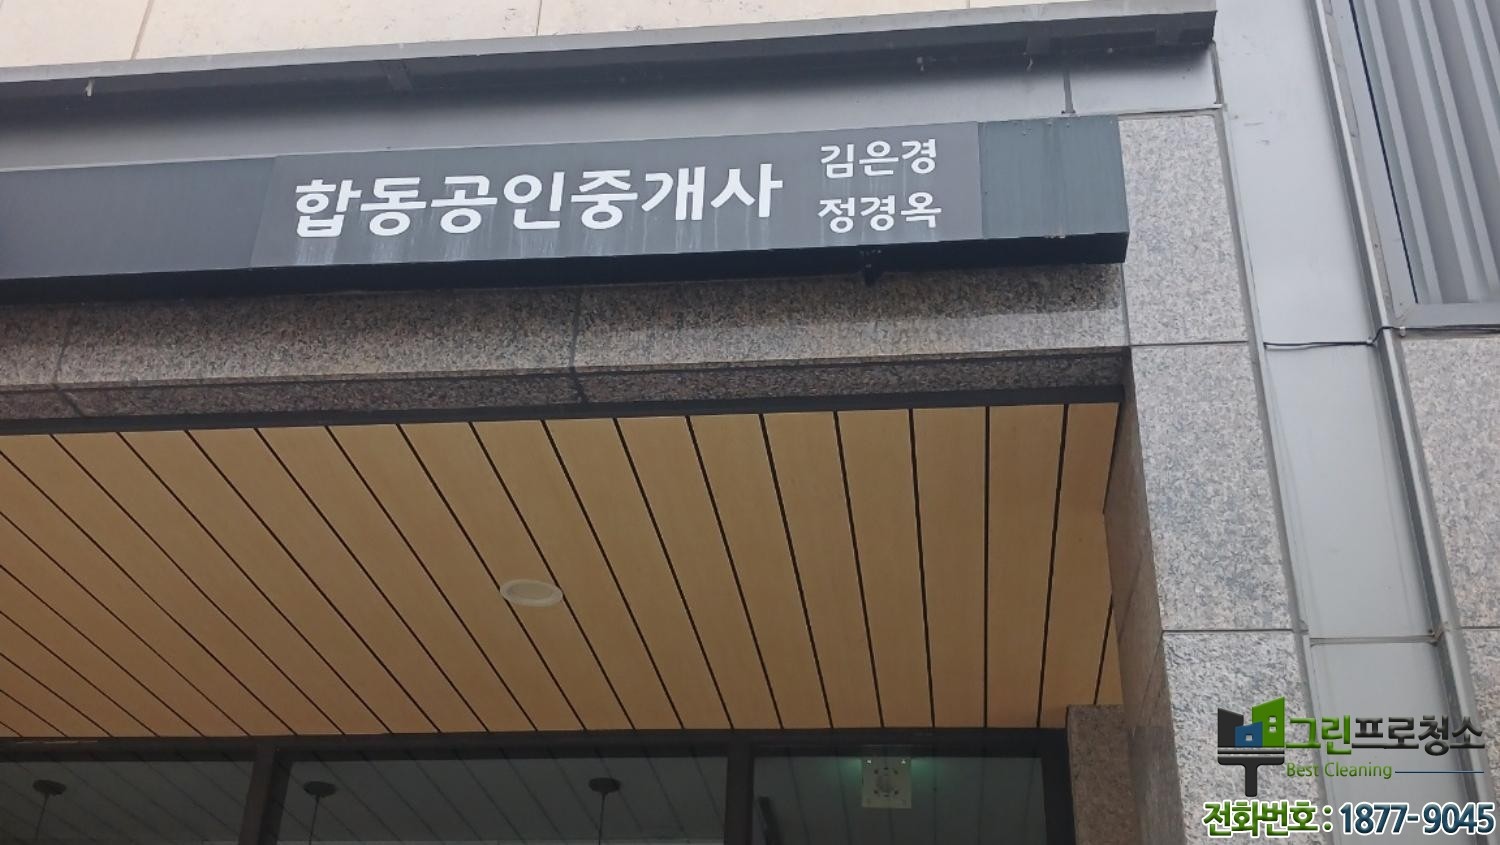 합동공인중개사
김은경
정경옥
그린프로청소
Best Cleaning
전화번호 : 1877-9045